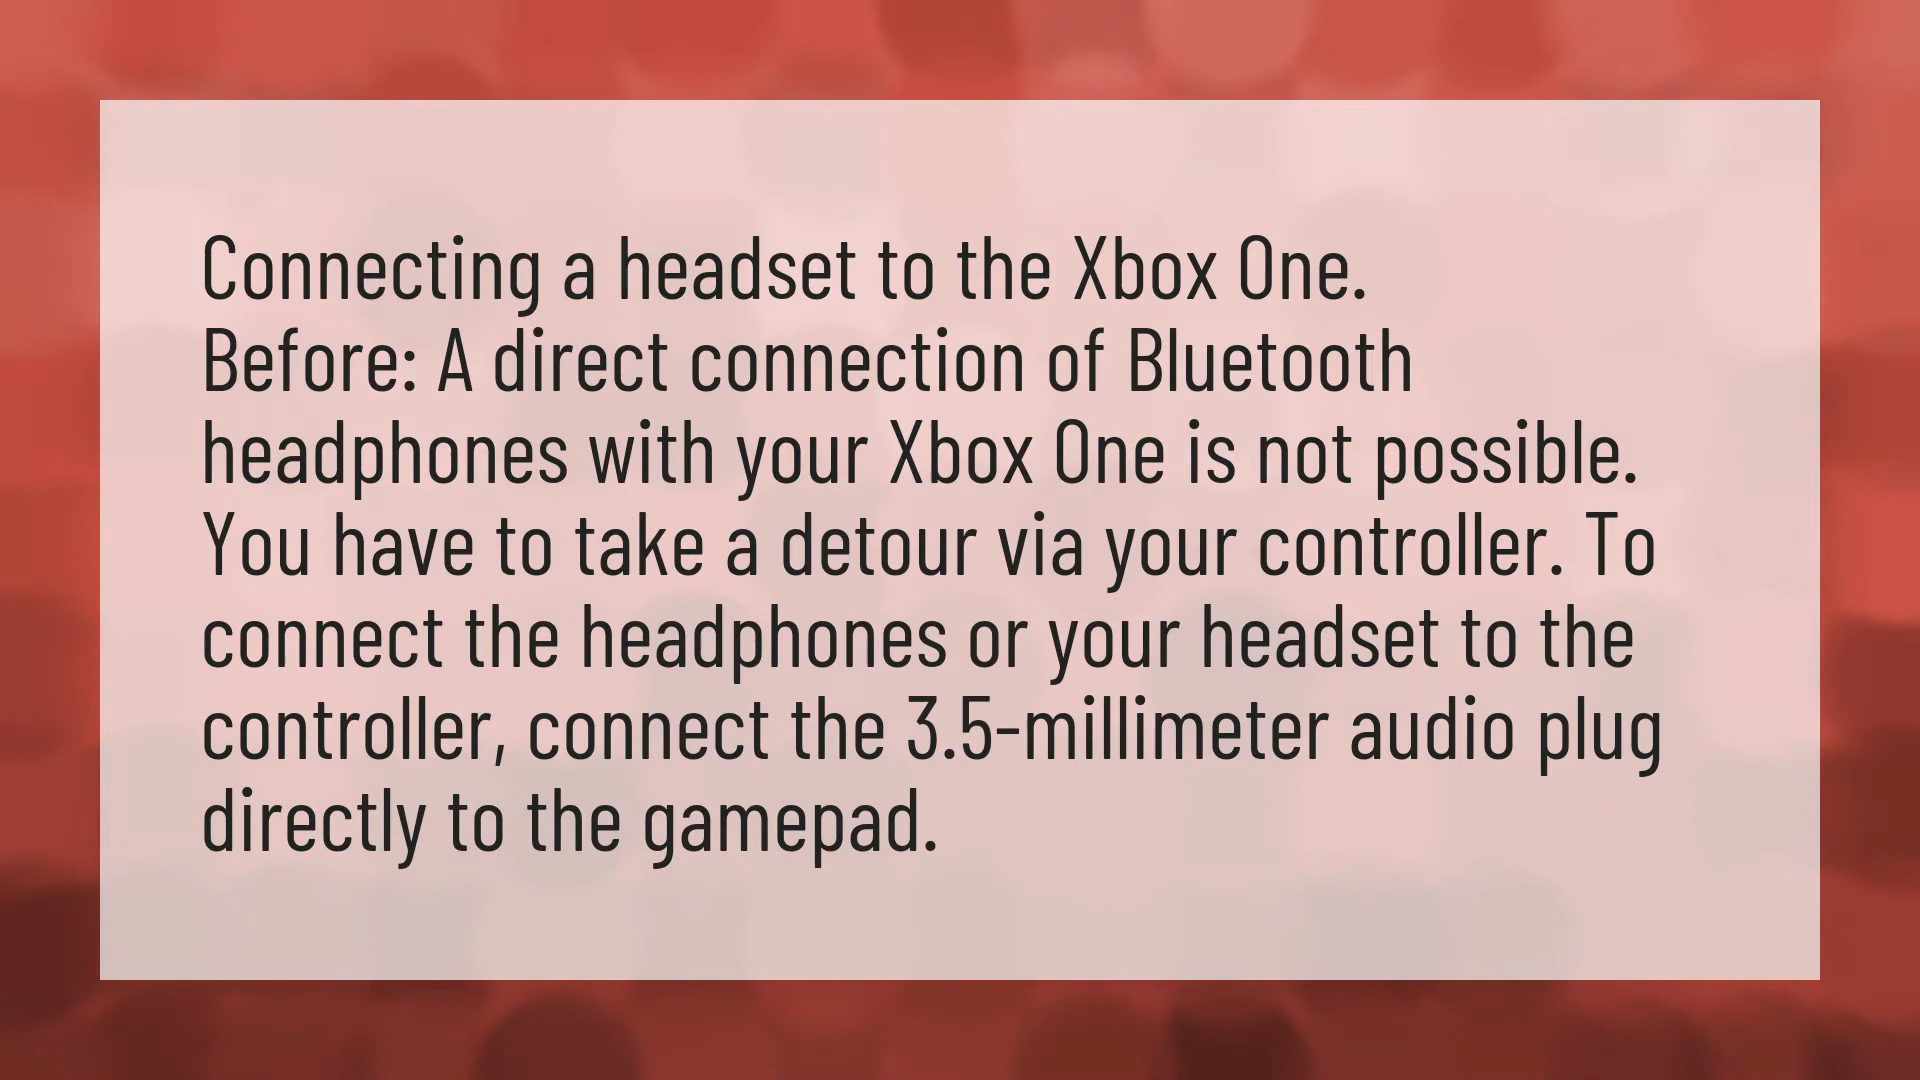 Connecting a headset to the Xbox One.
Before: A direct connection of Bluetooth
headphones with your Xbox One is not possible.
You have to take a detour via your controller. To
connect the headphones or your headset to the
controller, connect the 3.5-millimeter audio plug
directly to the gamepad.